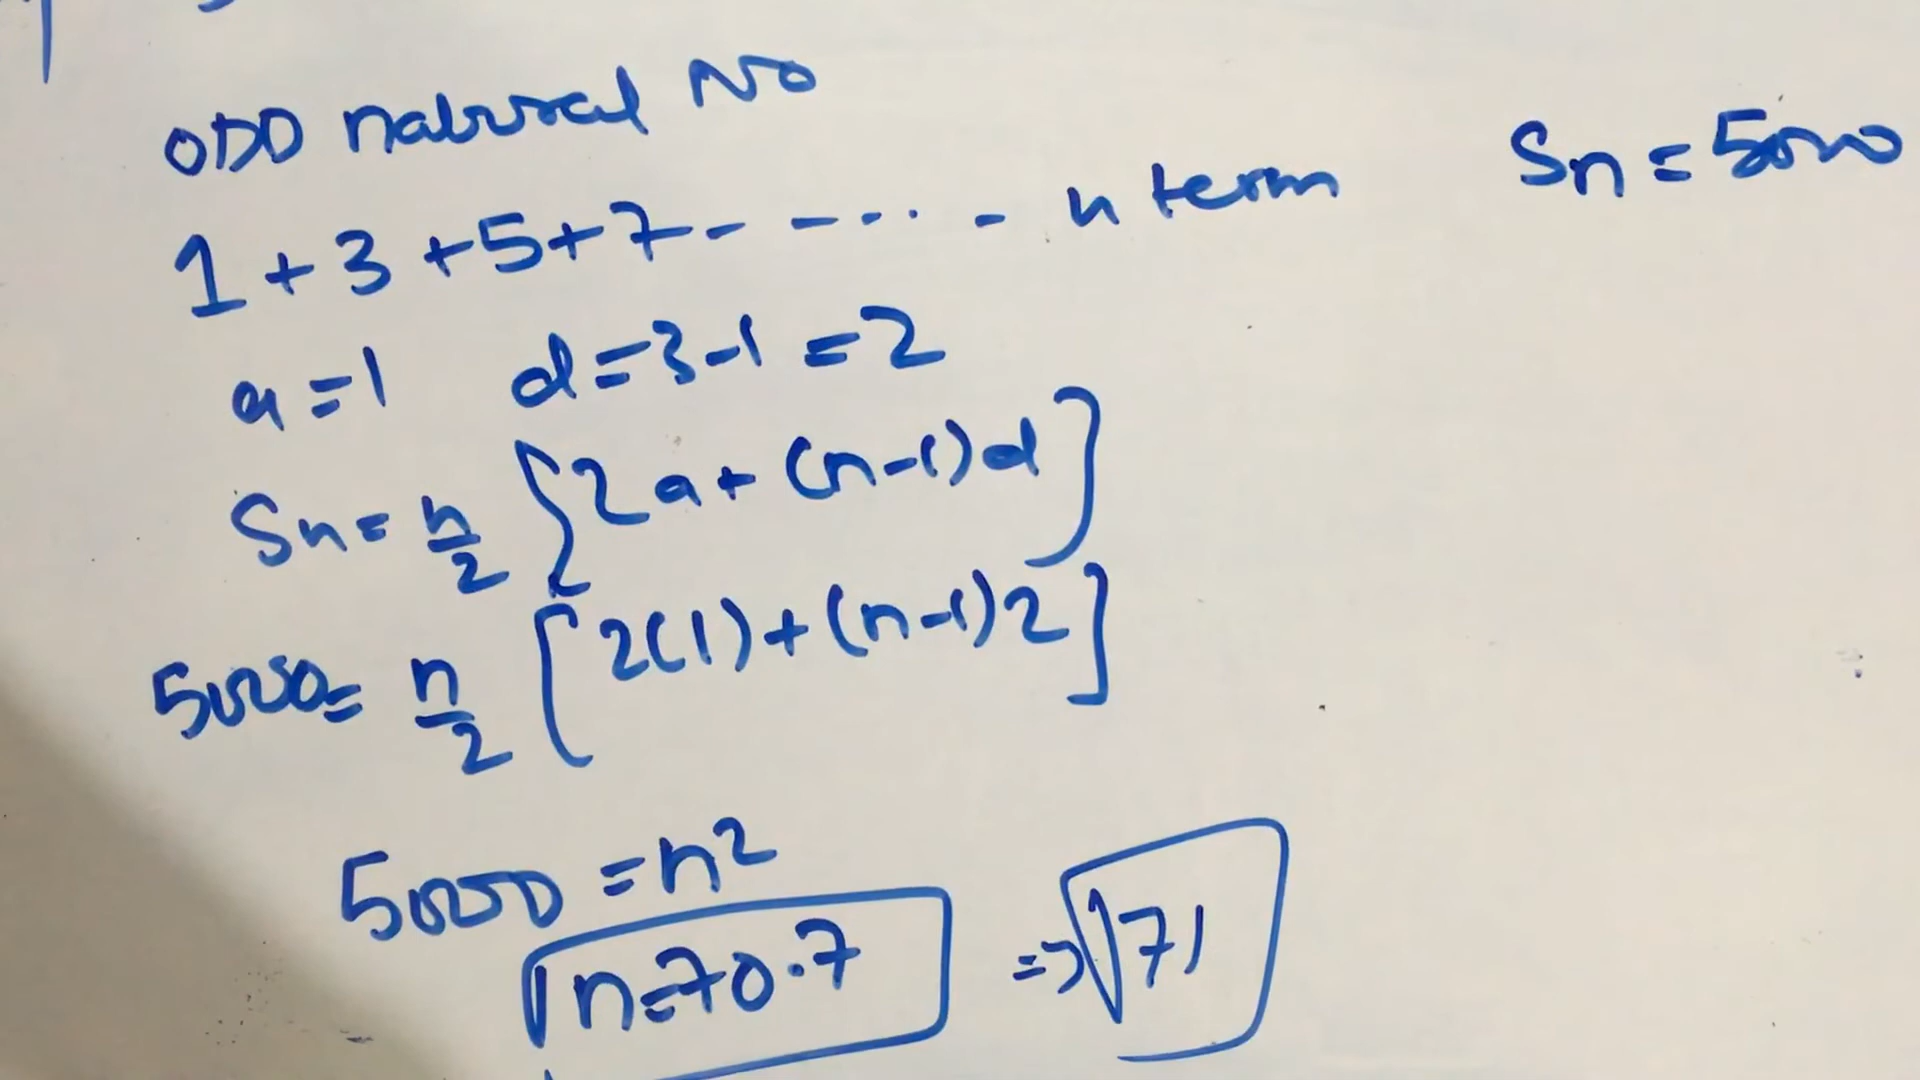 ODD natural No
1 + 3 + 5 + 7 - - - ... - n term Sn = 5000
a = 1 d = 3 - 1 = 2
Sn = n/2 {2a + (n-1)d}
5000 = n/2 [2(1) + (n-1)2]
5000 = n²
n = 70.7 => 71